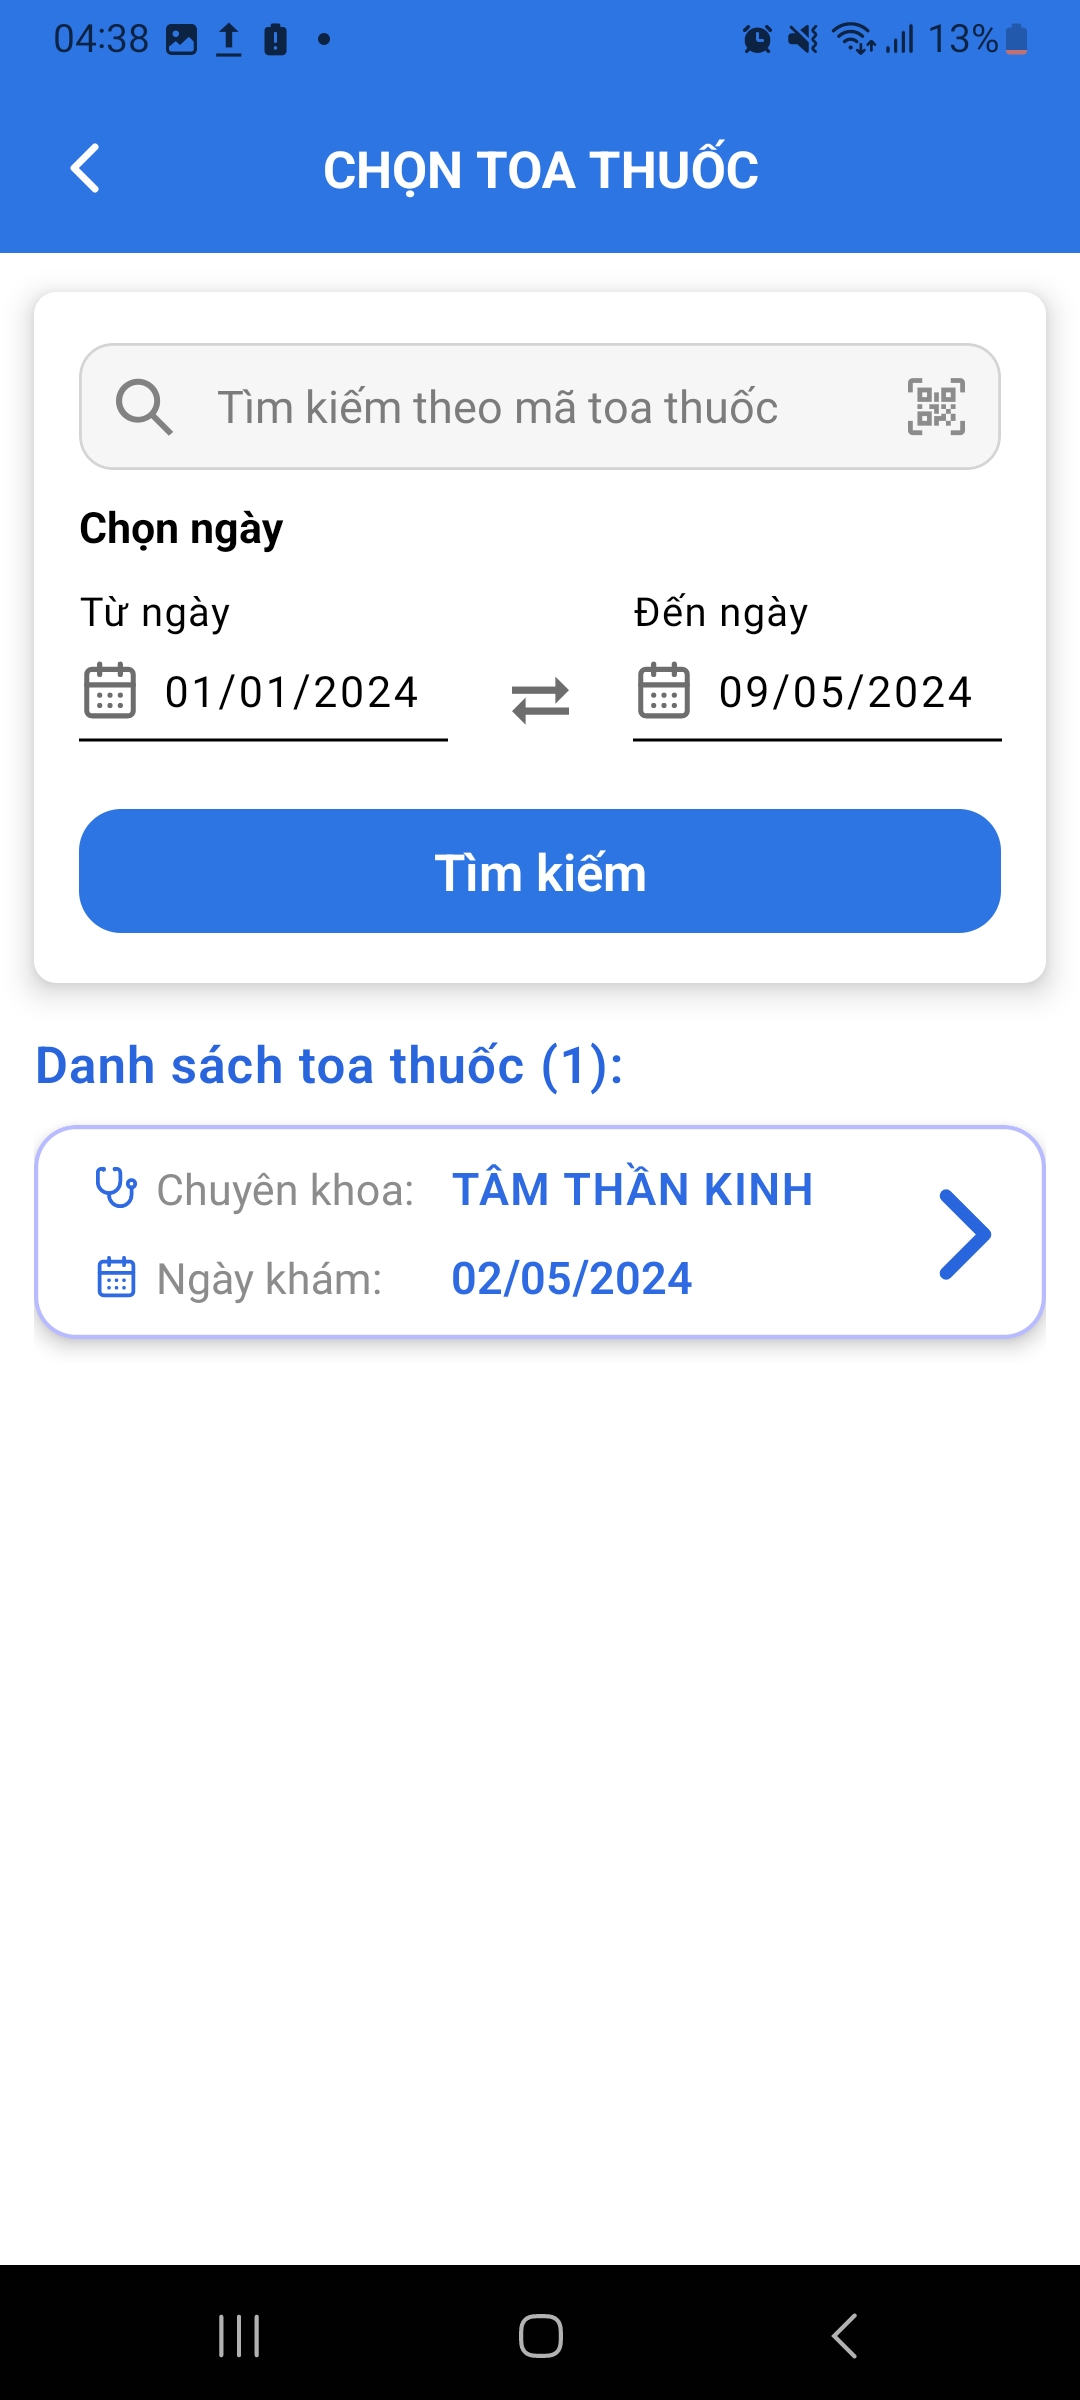 04:38 13%
CHỌN TOA THUỐC
Tìm kiếm theo mã toa thuốc
Chọn ngày
Từ ngày Đến ngày
01/01/2024 09/05/2024
Tìm kiếm
Danh sách toa thuốc (1):
Chuyên khoa: TÂM THẦN KINH
Ngày khám: 02/05/2024